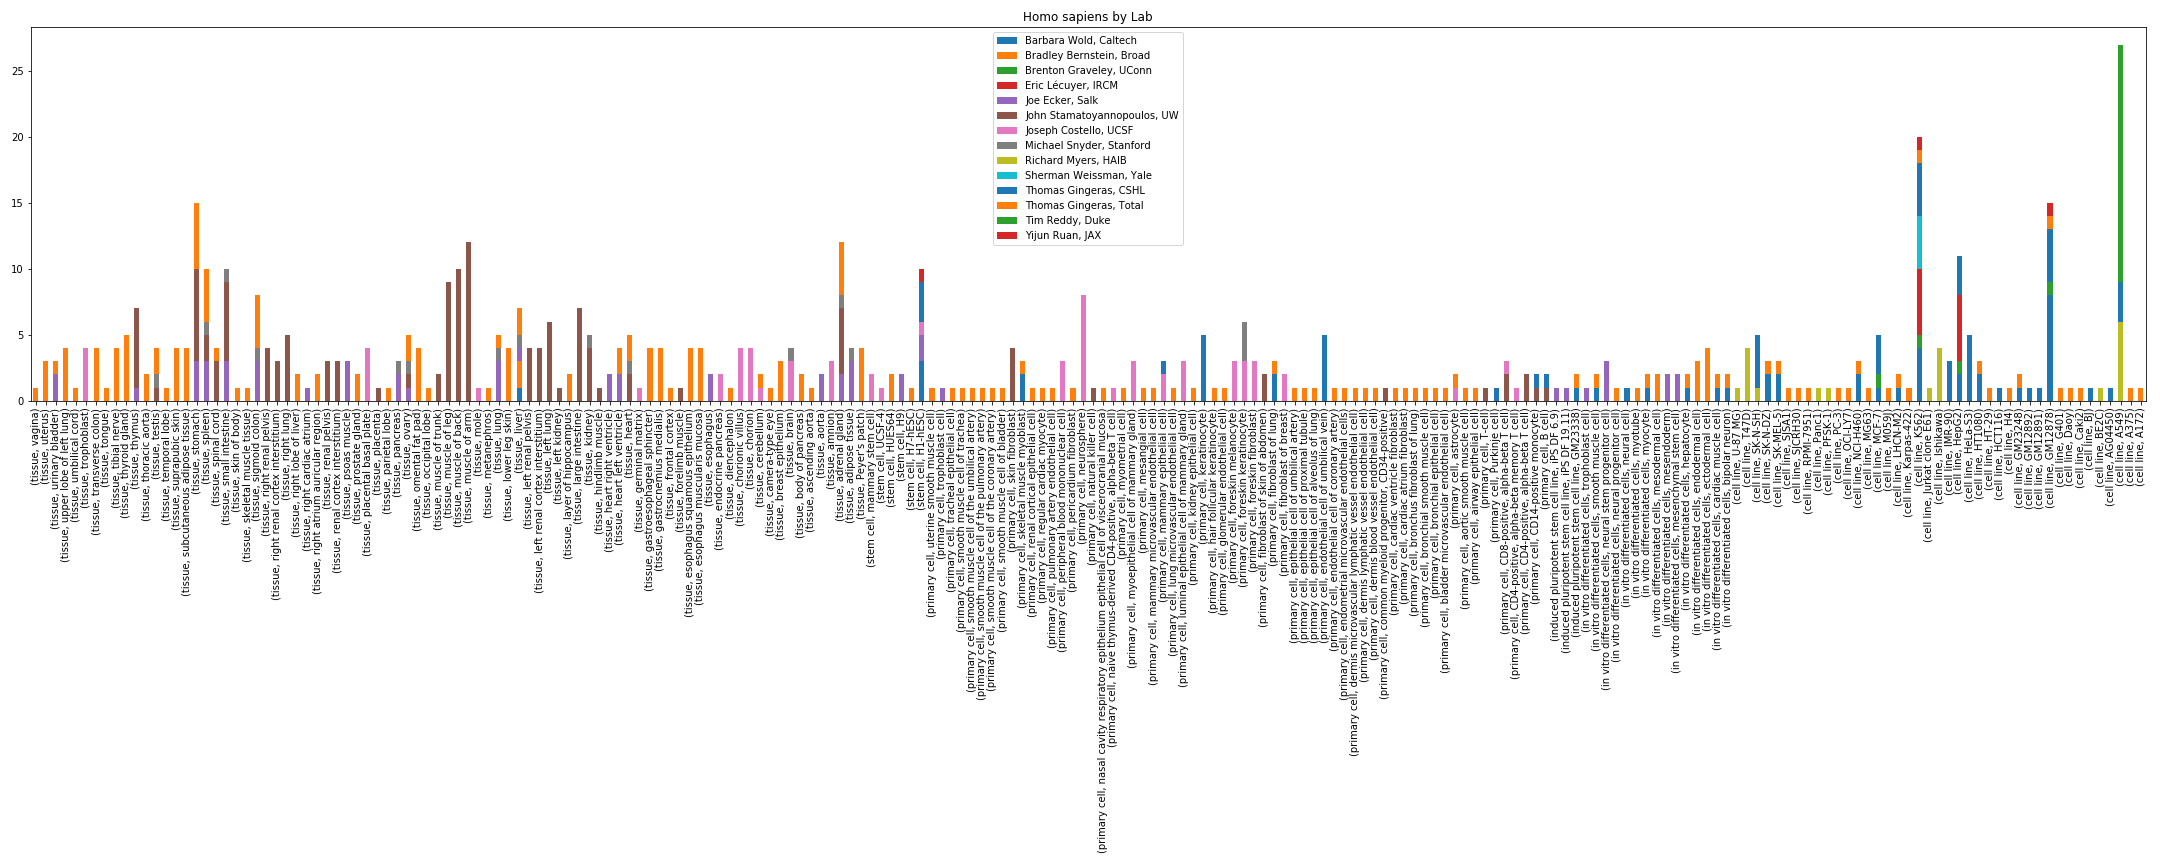 Homo sapiens by Lab
25
20
15
10
5
0
Barbara Wold, Caltech
Bradley Bernstein, Broad
Brenton Graveley, UConn
Eric Lécuyer, IRCM
Joe Ecker, Salk
John Stamatoyannopoulos, UW
Joseph Costello, UCSF
Michael Snyder, Stanford
Richard Myers, HAIB
Sherman Weissman, Yale
Thomas Gingeras, CSHL
Thomas Gingeras, Total
Tim Reddy, Duke
Yijun Ruan, JAX
(tissue, vagina)
(tissue, uterus)
(tissue, urinary bladder)
(tissue, upper lobe of left lung)
(tissue, umbilical cord)
(tissue, trophoblast)
(tissue, transverse colon)
(tissue, tongue)
(tissue, tibial nerve)
(tissue, thyroid gland)
(tissue, thymus)
(tissue, thoracic aorta)
(tissue, testis)
(tissue, temporal lobe)
(tissue, suprapubic skin)
(tissue, subcutaneous adipose tissue)
(tissue, stomach)
(tissue, spleen)
(tissue, spinal cord)
(tissue, small intestine)
(tissue, skin of body)
(tissue, skeletal muscle tissue)
(tissue, sigmoid colon)
(tissue, right renal pelvis)
(tissue, right renal cortex interstitium)
(tissue, right lung)
(tissue, right lobe of liver)
(tissue, right cardiac atrium)
(tissue, right atrium auricular region)
(tissue, renal pelvis)
(tissue, renal cortex interstitium)
(tissue, psoas muscle)
(tissue, prostate gland)
(tissue, placental basal plate)
(tissue, placenta)
(tissue, parietal lobe)
(tissue, pancreas)
(tissue, ovary)
(tissue, omental fat pad)
(tissue, occipital lobe)
(tissue, muscle of trunk)
(tissue, muscle of leg)
(tissue, muscle of back)
(tissue, muscle of arm)
(tissue, mole)
(tissue, metanephros)
(tissue, lung)
(tissue, lower leg skin)
(tissue, liver)
(tissue, left renal pelvis)
(tissue, left renal cortex interstitium)
(tissue, left lung)
(tissue, left kidney)
(tissue, layer of hippocampus)
(tissue, large intestine)
(tissue, kidney)
(tissue, hindlimb muscle)
(tissue, heart right ventricle)
(tissue, heart left ventricle)
(tissue, heart)
(tissue, germinal matrix)
(tissue, gastroesophageal sphincter)
(tissue, gastrocnemius medialis)
(tissue, frontal cortex)
(tissue, forelimb muscle)
(tissue, esophagus squamous epithelium)
(tissue, esophagus muscularis mucosa)
(tissue, esophagus)
(tissue, endocrine pancreas)
(tissue, diencephalon)
(tissue, chorionic villus)
(tissue, chorion)
(tissue, cerebellum)
(tissue, camera-type eye)
(tissue, breast epithelium)
(tissue, brain)
(tissue, body of pancreas)
(tissue, ascending aorta)
(tissue, aorta)
(tissue, amnion)
(tissue, adrenal gland)
(tissue, adipose tissue)
(tissue, Peyer's patch)
(stem cell, mammary stem cell)
(stem cell, UCSF-4)
(stem cell, HUES64)
(stem cell, H9)
(stem cell, H7-hESC)
(stem cell, H1-hESC)
(primary cell, uterine smooth muscle cell)
(primary cell, trophoblast cell)
(primary cell, tracheal epithelial cell)
(primary cell, smooth muscle cell of trachea)
(primary cell, smooth muscle cell of the umbilical artery)
(primary cell, smooth muscle cell of the pulmonary artery)
(primary cell, smooth muscle cell of the coronary artery)
(primary cell, smooth muscle cell of bladder)
(primary cell, skin fibroblast)
(primary cell, skeletal muscle myoblast)
(primary cell, renal cortical epithelial cell)
(primary cell, regular cardiac myocyte)
(primary cell, pulmonary artery endothelial cell)
(primary cell, peripheral blood mononuclear cell)
(primary cell, pericardium fibroblast)
(primary cell, neurosphere)
(primary cell, natural killer cell)
(primary cell, nasal cavity respiratory epithelium epithelial cell of viscerocranial mucosa)
(primary cell, naive thymus-derived CD4-positive, alpha-beta T cell)
(primary cell, myometrial cell)
(primary cell, myoepithelial cell of mammary gland)
(primary cell, mesangial cell)
(primary cell, mammary microvascular endothelial cell)
(primary cell, mammary epithelial cell)
(primary cell, lung microvascular endothelial cell)
(primary cell, luminal epithelial cell of mammary gland)
(primary cell, kidney epithelial cell)
(primary cell, keratinocyte)
(primary cell, hair follicular keratinocyte)
(primary cell, glomerular endothelial cell)
(primary cell, foreskin melanocyte)
(primary cell, foreskin keratinocyte)
(primary cell, foreskin fibroblast)
(primary cell, fibroblast of skin of abdomen)
(primary cell, fibroblast of lung)
(primary cell, fibroblast of breast)
(primary cell, epithelial cell of umbilical artery)
(primary cell, epithelial cell of proximal tubule)
(primary cell, epithelial cell of alveolus of lung)
(primary cell, endothelial cell of umbilical vein)
(primary cell, endothelial cell of coronary artery)
(primary cell, endometrial microvascular endothelial cells)
(primary cell, dermis microvascular lymphatic vessel endothelial cell)
(primary cell, dermis lymphatic vessel endothelial cell)
(primary cell, dermis blood vessel endothelial cell)
(primary cell, common myeloid progenitor, CD34-positive)
(primary cell, cardiac ventricle fibroblast)
(primary cell, cardiac atrium fibroblast)
(primary cell, bronchus fibroblast of lung)
(primary cell, bronchial smooth muscle cell)
(primary cell, bronchial epithelial cell)
(primary cell, bladder microvascular endothelial cell)
(primary cell, astrocyte)
(primary cell, aortic smooth muscle cell)
(primary cell, airway epithelial cell)
(primary cell, T-cell)
(primary cell, Purkinje cell)
(primary cell, CD8-positive, alpha-beta T cell)
(primary cell, CD4-positive, alpha-beta memory T cell)
(primary cell, CD4-positive, alpha-beta T cell)
(primary cell, CD14-positive monocyte)
(primary cell, B cell)
(induced pluripotent stem cell line, iPS DF 6.9)
(induced pluripotent stem cell line, iPS DF 19.11)
(induced pluripotent stem cell line, GM23338)
(in vitro differentiated cells, trophoblast cell)
(in vitro differentiated cells, smooth muscle cell)
(in vitro differentiated cells, neural stem progenitor cell)
(in vitro differentiated cells, neural progenitor cell)
(in vitro differentiated cells, neural cell)
(in vitro differentiated cells, myotube)
(in vitro differentiated cells, myocyte)
(in vitro differentiated cells, mesodermal cell)
(in vitro differentiated cells, mesendoderm)
(in vitro differentiated cells, mesenchymal stem cell)
(in vitro differentiated cells, hepatocyte)
(in vitro differentiated cells, endodermal cell)
(in vitro differentiated cells, ectodermal cell)
(in vitro differentiated cells, cardiac muscle cell)
(in vitro differentiated cells, bipolar neuron)
(cell line, U-87 MG)
(cell line, T47D)
(cell line, SK-N-SH)
(cell line, SK-N-DZ)
(cell line, SK-MEL-5)
(cell line, SJSA1)
(cell line, SJCRH30)
(cell line, RPMI-7951)
(cell line, Panc1)
(cell line, PFSK-1)
(cell line, PC-3)
(cell line, OCI-LY7)
(cell line, NCI-H460)
(cell line, MG63)
(cell line, MCF-7)
(cell line, M059J)
(cell line, LHCN-M2)
(cell line, Karpas-422)
(cell line, K562)
(cell line, Jurkat clone E61)
(cell line, Ishikawa)
(cell line, IMR-90)
(cell line, HepG2)
(cell line, HeLa-S3)
(cell line, HT1080)
(cell line, HT-29)
(cell line, HCT116)
(cell line, H4)
(cell line, GM23248)
(cell line, GM12892)
(cell line, GM12891)
(cell line, GM12878)
(cell line, G401)
(cell line, Daoy)
(cell line, Caki2)
(cell line, BJ)
(cell line, BE2C)
(cell line, AG04450)
(cell line, A549)
(cell line, A375)
(cell line, A172)